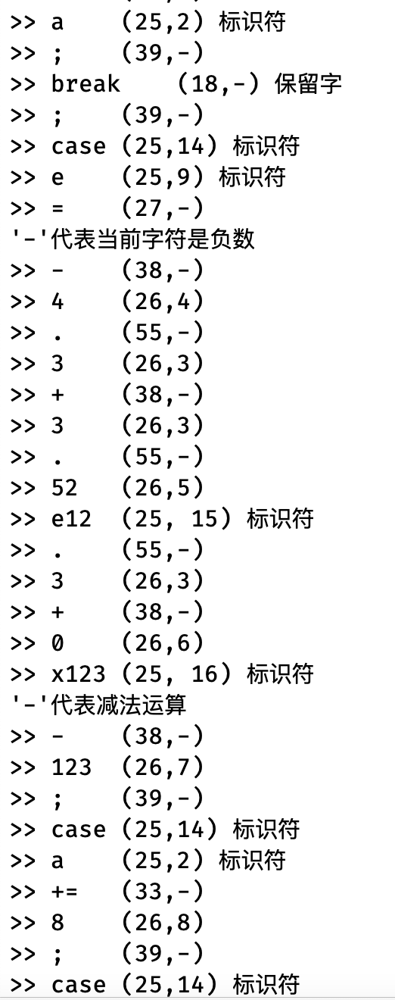 >> a    (25,2) 标识符
>> ;    (39,-)
>> break    (18,-) 保留字
>> ;    (39,-)
>> case (25,14) 标识符
>> e    (25,9) 标识符
>> =    (27,-)
'-'代表当前字符是负数
>> -    (38,-)
>> 4    (26,4)
>> .    (55,-)
>> 3    (26,3)
>> +    (38,-)
>> 3    (26,3)
>> .    (55,-)
>> 52   (26,5)
>> e12  (25, 15) 标识符
>> .    (55,-)
>> 3    (26,3)
>> +    (38,-)
>> 0    (26,6)
>> x123 (25, 16) 标识符
'-'代表减法运算
>> -    (38,-)
>> 123  (26,7)
>> ;    (39,-)
>> case (25,14) 标识符
>> a    (25,2) 标识符
>> +=   (33,-)
>> 8    (26,8)
>> ;    (39,-)
>> case (25,14) 标识符